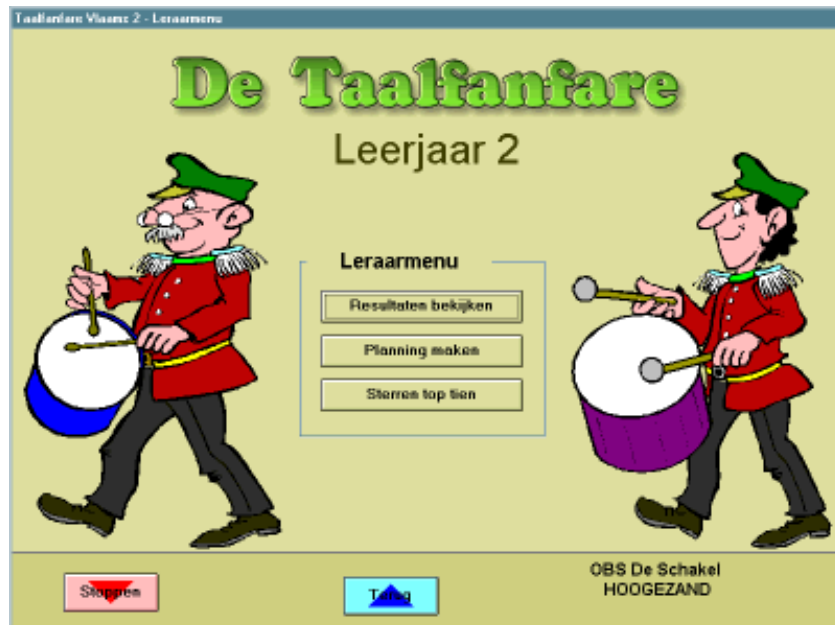 Taalfanfare Vlaams 2 - Leraarmenu
De Taalfanfare
Leerjaar 2
Leraarmenu
Resultaten bekijken
Planning maken
Sterren top tien
Stoppen
Terug
OBS De Schakel
HOOGEZAND